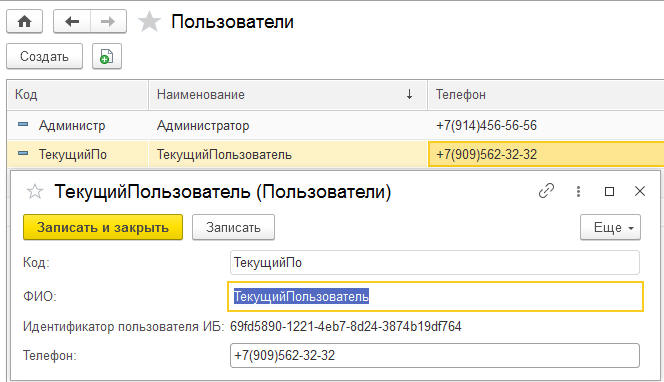 Пользователи
Создать
Код Наименование ↓ Телефон
Администр Администратор +7(914)456-56-56
ТекущийПо ТекущийПользователь +7(909)562-32-32
ТекущийПользователь (Пользователи)
Записать и закрыть Записать Еще
Код: ТекущийПо
ФИО: ТекущийПользователь
Идентификатор пользователя ИБ: 69fd5890-1221-4eb7-8d24-3874b19df764
Телефон: +7(909)562-32-32